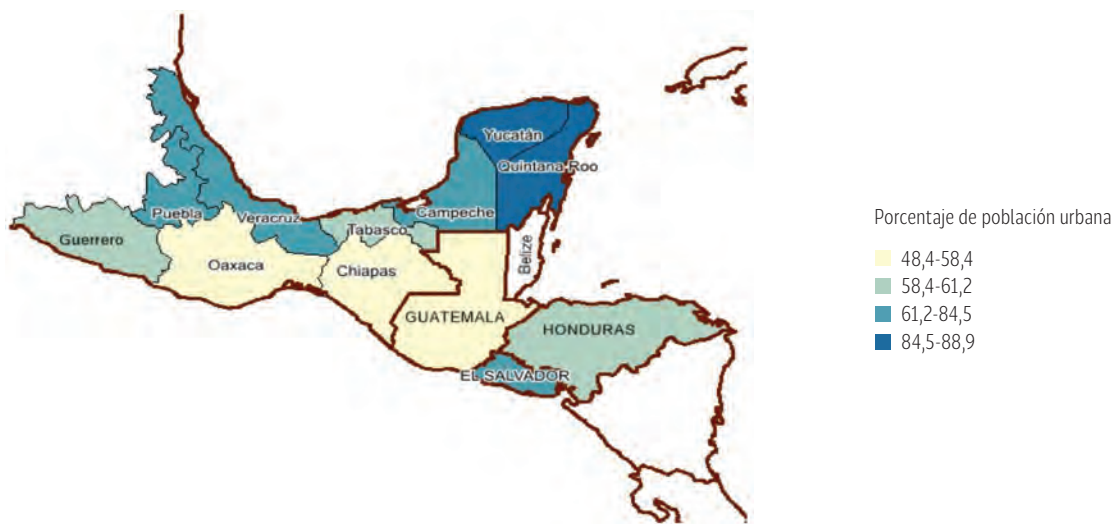 Yucatán
Quintana Roo
Puebla
Veracruz
Campeche
Guerrero
Tabasco
Oaxaca
Chiapas
Belize
GUATEMALA
HONDURAS
EL SALVADOR
Porcentaje de población urbana
48,4-58,4
58,4-61,2
61,2-84,5
84,5-88,9